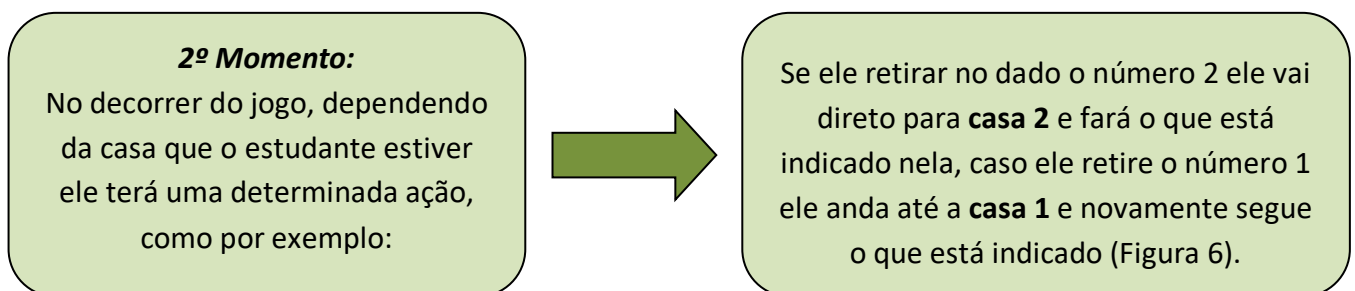 2º Momento:
No decorrer do jogo, dependendo
da casa que o estudante estiver
ele terá uma determinada ação,
como por exemplo:
Se ele retirar no dado o número 2 ele vai
direto para casa 2 e fará o que está
indicado nela, caso ele retire o número 1
ele anda até a casa 1 e novamente segue
o que está indicado (Figura 6).